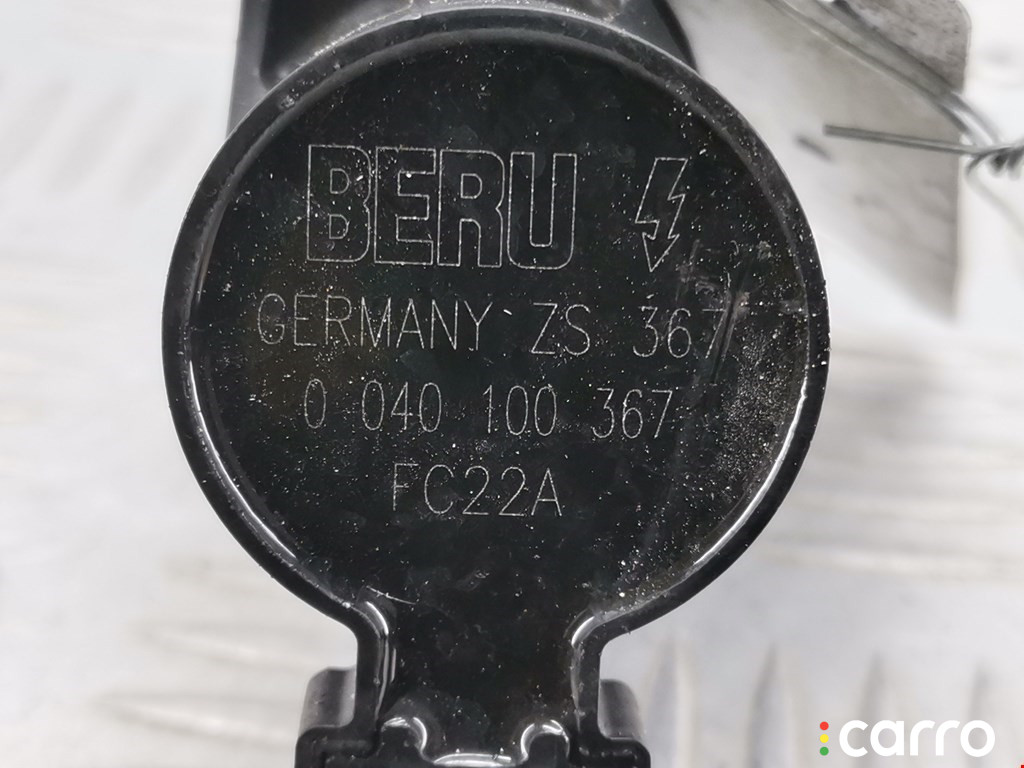 BERU
GERMANY ZS 367
0 040 100 367
FC22A
carro